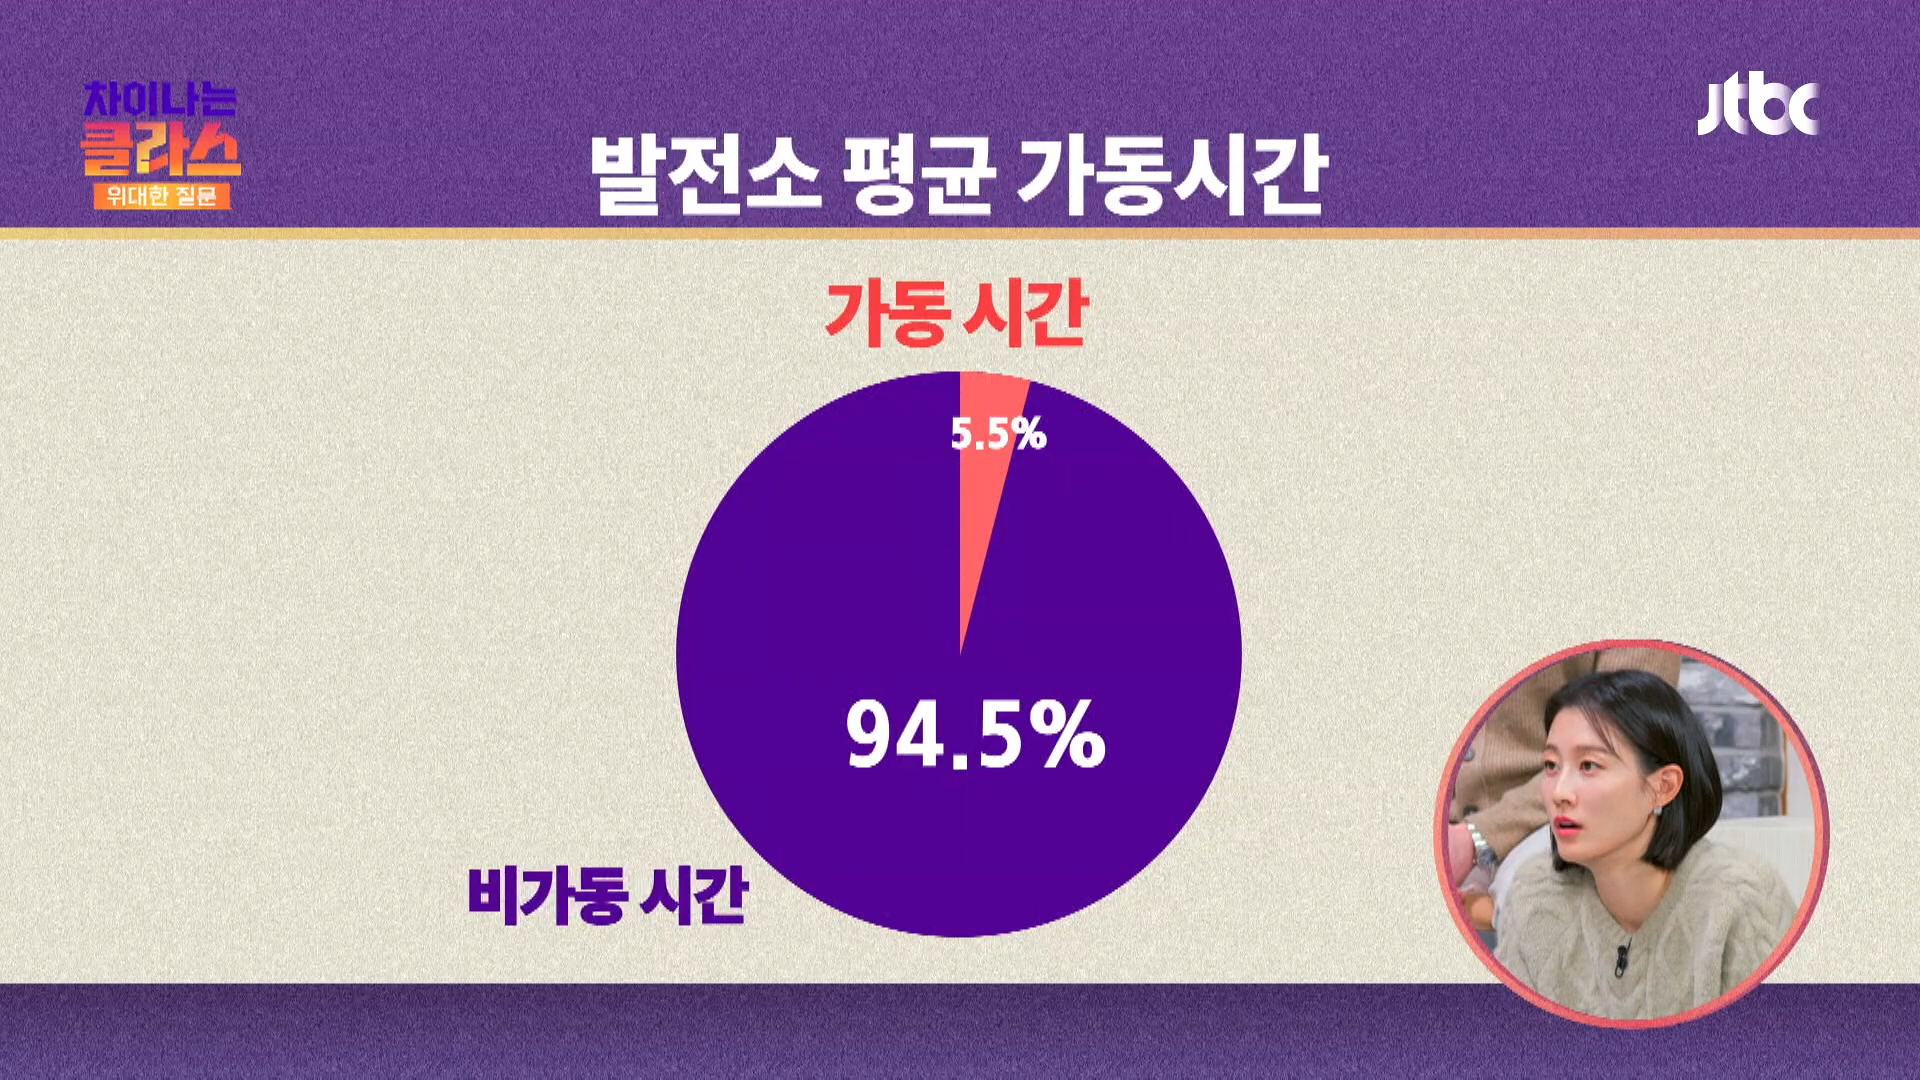 차이나는
클라스
위대한 질문
jtbc
발전소 평균 가동시간
가동 시간
5.5%
94.5%
비가동 시간